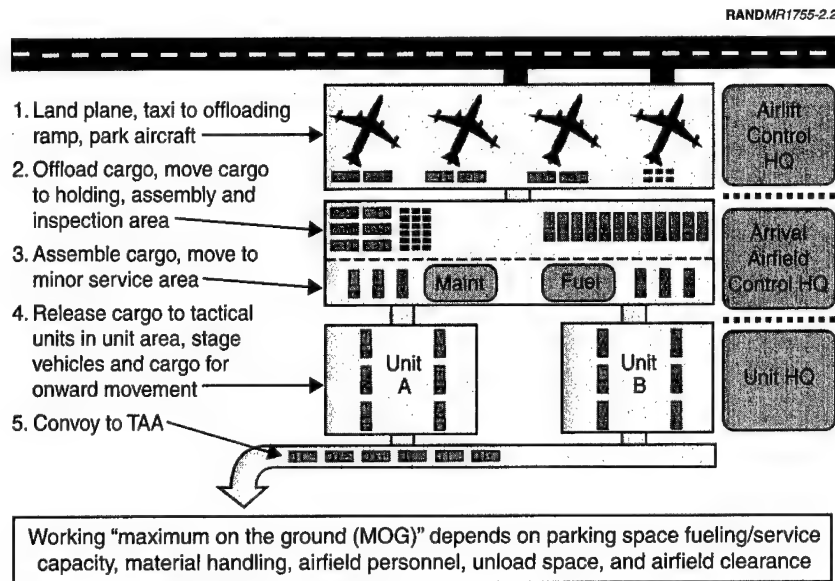 RANDMR1755-2.2
1. Land plane, taxi to offloading
ramp, park aircraft
2. Offload cargo, move cargo
to holding, assembly and
inspection area
3. Assemble cargo, move to
minor service area
4. Release cargo to tactical
units in unit area, stage
vehicles and cargo for
onward movement
5. Convoy to TAA
Airlift
Control
HQ
Arrival
Airfield
Control HQ
Maint
Fuel
Unit
A
Unit
B
Unit HQ
Working “maximum on the ground (MOG)” depends on parking space fueling/service
capacity, material handling, airfield personnel, unload space, and airfield clearance